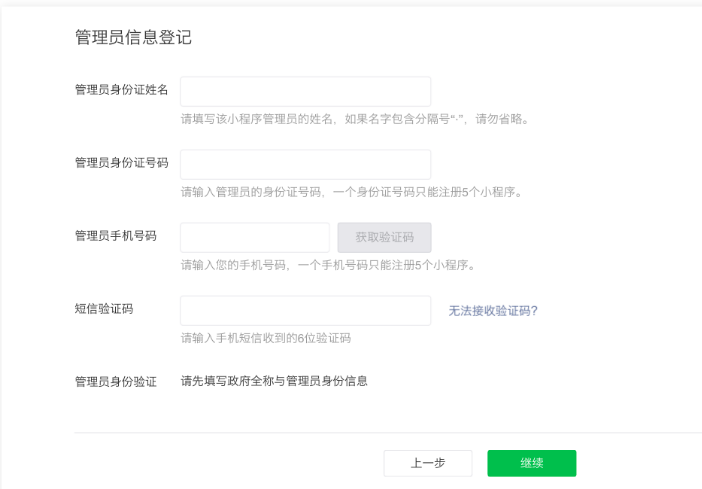 管理员信息登记
管理员身份证姓名
请填写该小程序管理员的姓名，如果名字包含分隔号“·”，请勿省略。
管理员身份证号码
请输入管理员的身份证号码，一个身份证号码只能注册5个小程序。
管理员手机号码 获取验证码
请输入您的手机号码，一个手机号码只能注册5个小程序。
短信验证码 无法接收验证码?
请输入手机短信收到的6位验证码
管理员身份验证 请先填写政府全称与管理员身份信息
上一步 继续